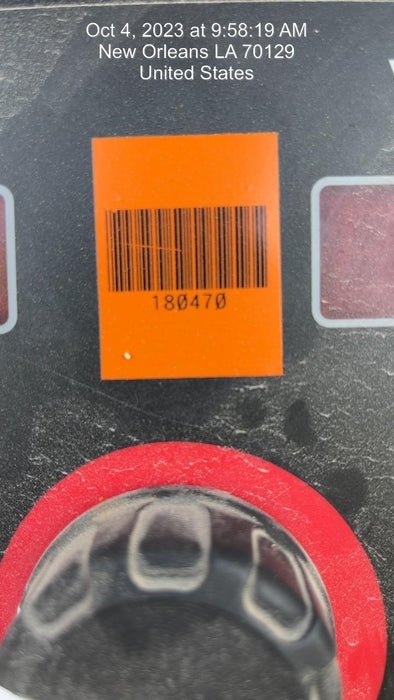 Oct 4, 2023 at 9:58:19 AM
New Orleans LA 70129
United States
180470